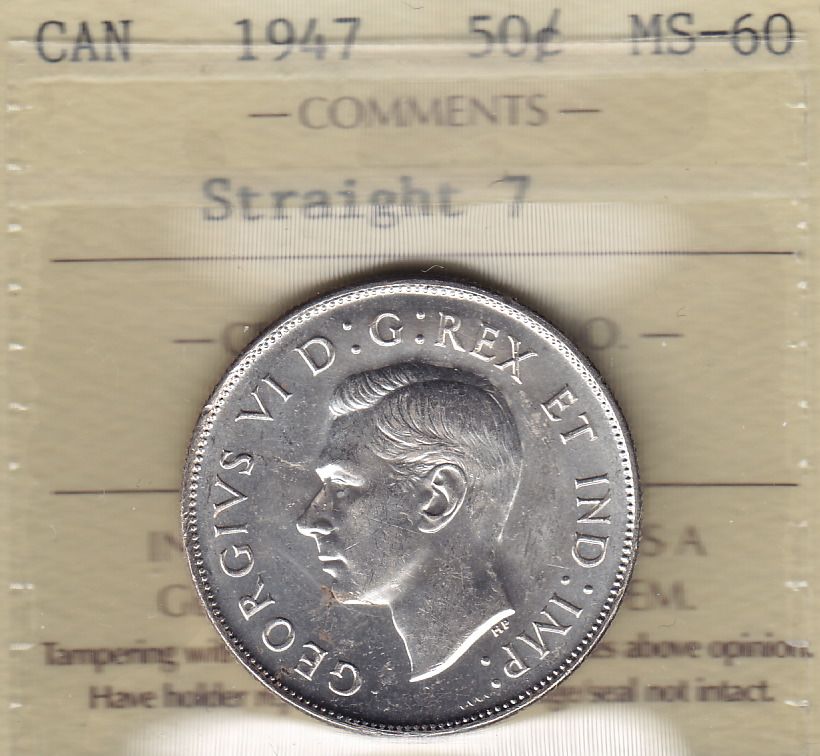 CAN 1947 50¢ MS-60
— COMMENTS —
Straight 7
GEORGIVS VI D:G:REX ET IND:IMP:
HP
S A
EM.
Tampering above opinion.
Have holder seal not intact.